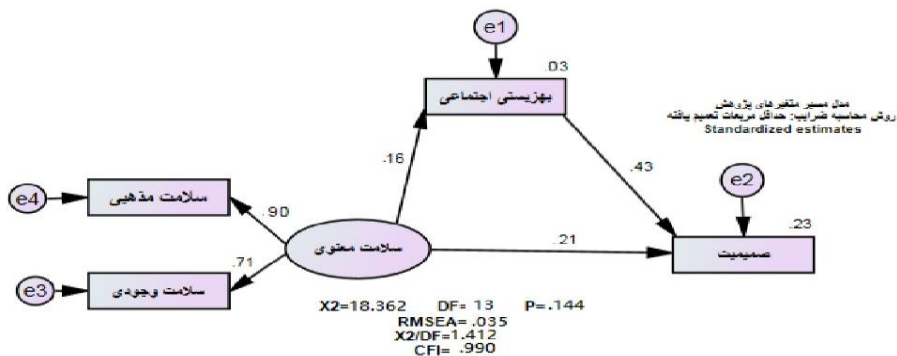 e1
.03
بهزیستی اجتماعی
مدل مسیر متغیرهای پژوهش
روش محاسبه ضرایب: حداقل مربعات تعمیم یافته
Standardized estimates
.16
.43
e2
e4
سلامت مذهبی
.90
سلامت معنوی
.21
.23
صمیمیت
.71
e3
سلامت وجودی
X2=18.362 DF= 13 P=.144
RMSEA= .035
X2/DF=1.412
CFI= .990